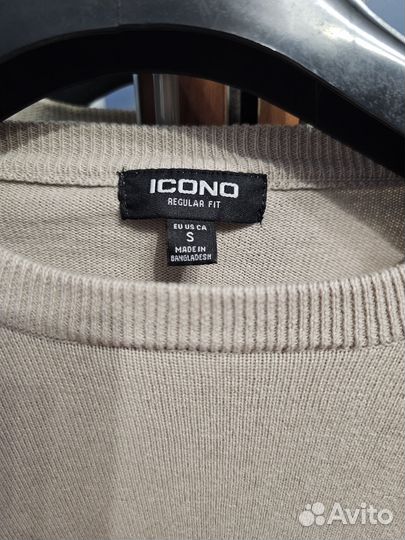 ICONO
REGULAR FIT
EU US CA
S
MADE IN
BANGLADESH
Avito